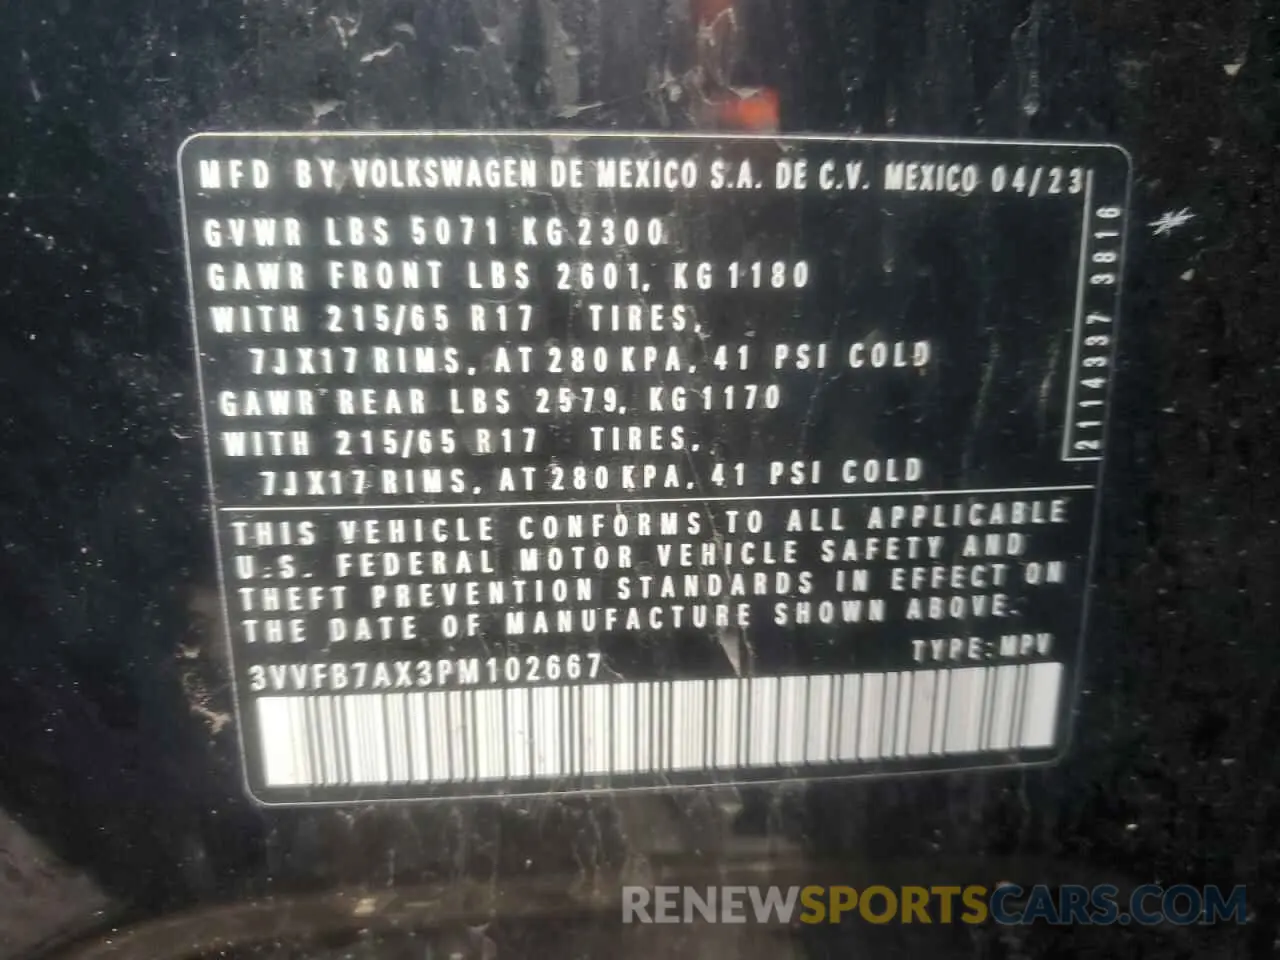 MFD BY VOLKSWAGEN DE MEXICO S.A. DE C.V. MEXICO 04/23
GVWR LBS 5071 KG 2300
GAWR FRONT LBS 2601, KG 1180
WITH 215/65 R17 TIRES,
7JX17 RIMS, AT 280 KPA, 41 PSI COLD
GAWR REAR LBS 2579, KG 1170
WITH 215/65 R17 TIRES,
7JX17 RIMS, AT 280 KPA, 41 PSI COLD
2114337 3816
THIS VEHICLE CONFORMS TO ALL APPLICABLE
U.S. FEDERAL MOTOR VEHICLE SAFETY AND
THEFT PREVENTION STANDARDS IN EFFECT ON
THE DATE OF MANUFACTURE SHOWN ABOVE.
TYPE: MPV
3VVFB7AX3PM102667
RENEWSPORTSCARS.COM